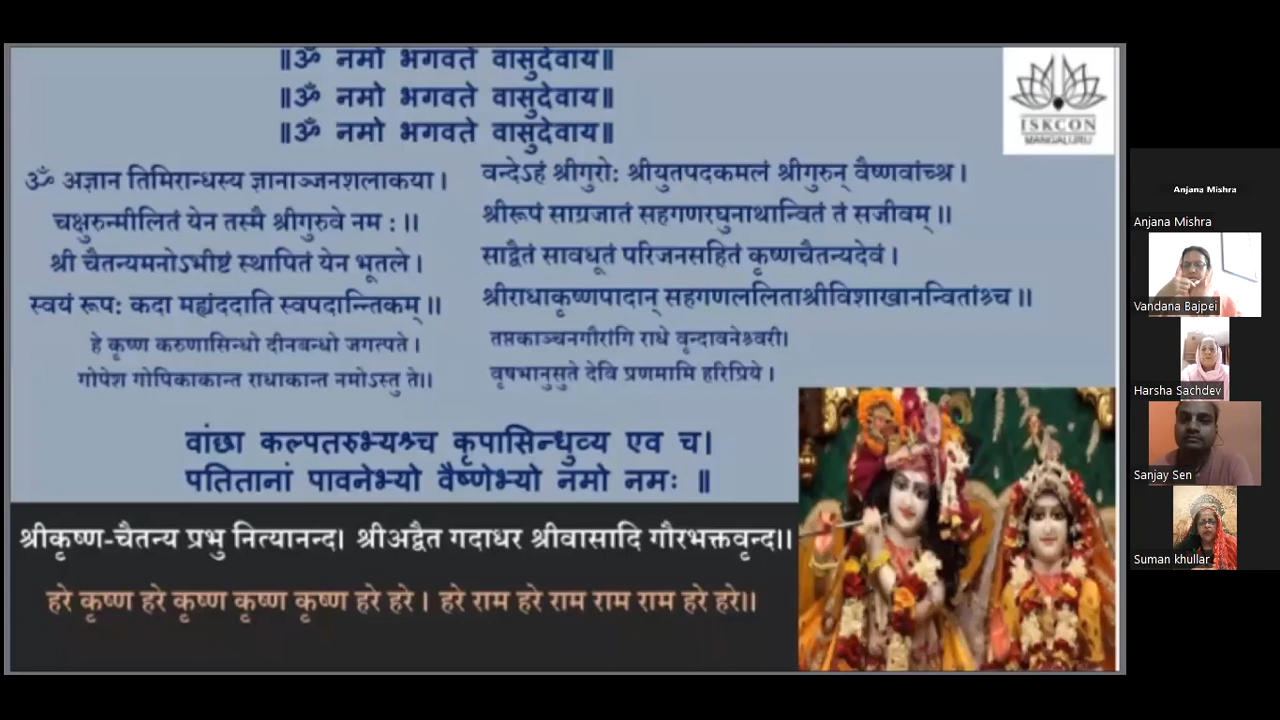 ॥ॐ नमो भगवते वासुदेवाय॥
॥ॐ नमो भगवते वासुदेवाय॥
॥ॐ नमो भगवते वासुदेवाय॥
ISKCON
MANGALURU
ॐ अज्ञान तिमिरान्धस्य ज्ञानाञ्जनशलाकया ।
चक्षुरुन्मीलितं येन तस्मै श्रीगुरुवे नम : ।।
श्री चैतन्यमनोऽभीष्टं स्थापितं येन भूतले ।
स्वयं रूपः कदा मह्यंददाति स्वपदान्तिकम् ॥
हे कृष्ण करुणासिन्धो दीनबन्धो जगत्पते ।
गोपेश गोपिकाकान्त राधाकान्त नमोऽस्तु ते।।
वन्देऽहं श्रीगुरोः श्रीयुतपदकमलं श्रीगुरुन् वैष्णवांच्श्र ।
श्रीरूपं साग्रजातं सहगणरघुनाथान्वितं तं सजीवम् ॥
साद्वैतं सावधूतं परिजनसहितं कृष्णचैतन्यदेवं ।
श्रीराधाकृष्णपादान् सहगणललिताश्रीविशाखानन्वितांश्च ॥
तप्तकाञ्चनगौरांगि राधे वृन्दावनेश्वरी।
वृषभानुसुते देवि प्रणमामि हरिप्रिये ।
वांछा कल्पतरुभ्यश्च कृपासिन्धुव्य एव च।
पतितानां पावनेभ्यो वैष्णेभ्यो नमो नमः ॥
श्रीकृष्ण-चैतन्य प्रभु नित्यानन्द। श्रीअद्वैत गदाधर श्रीवासादि गौरभक्तवृन्द।।
हरे कृष्ण हरे कृष्ण कृष्ण कृष्ण हरे हरे । हरे राम हरे राम राम राम हरे हरे।।
Anjana Mishra
Anjana Mishra
Vandana Bajpei
Harsha Sachdev
Sanjay Sen
Suman khullar